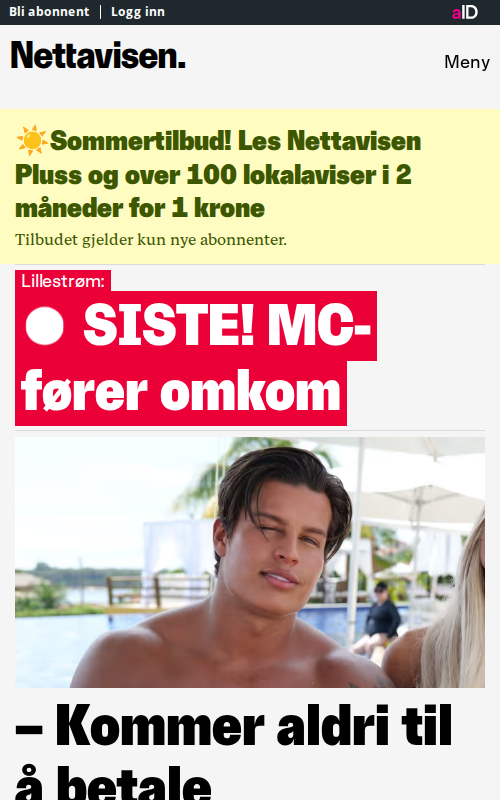 Bli abonnent | Logg inn
aID
Nettavisen.
Meny
☀️Sommertilbud! Les Nettavisen
Pluss og over 100 lokalaviser i 2
måneder for 1 krone
Tilbudet gjelder kun nye abonnenter.
Lillestrøm:
SISTE! MC-
fører omkom
– Kommer aldri til
å betale